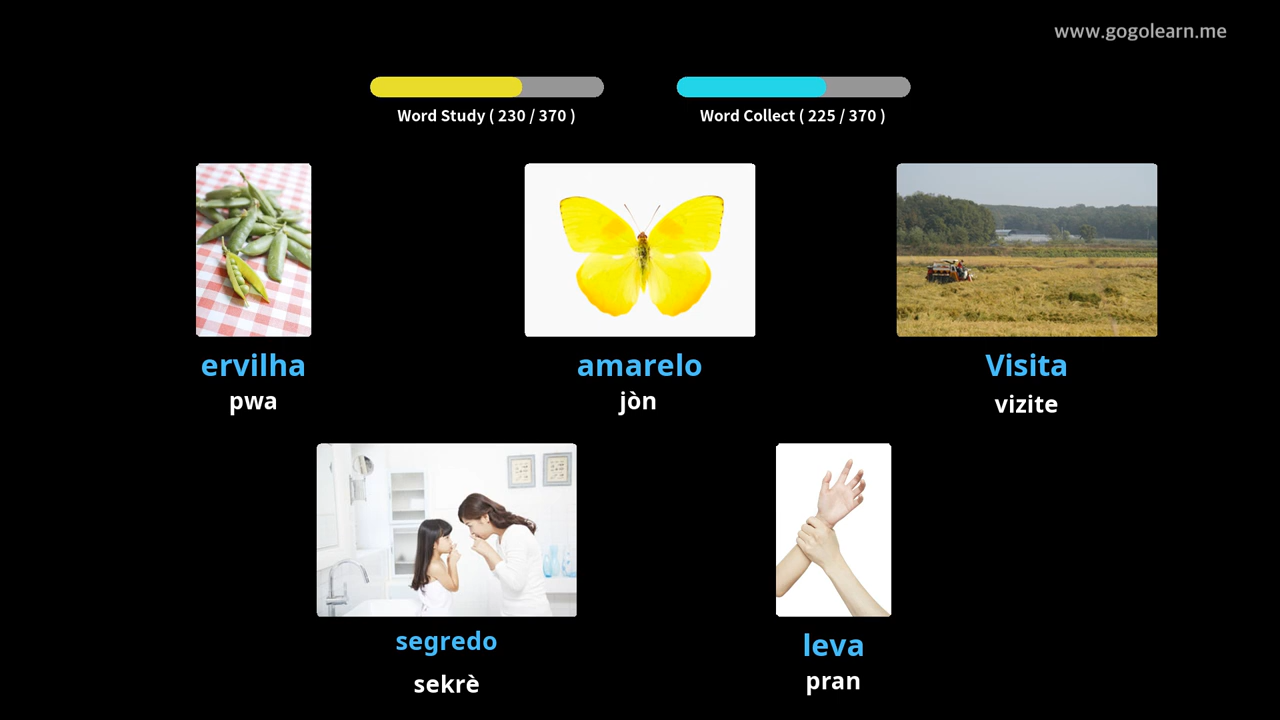 www.gogolearn.me
Word Study ( 230 / 370 )
Word Collect ( 225 / 370 )
ervilha
pwa
amarelo
jòn
Visita
vizite
segredo
sekrè
leva
pran